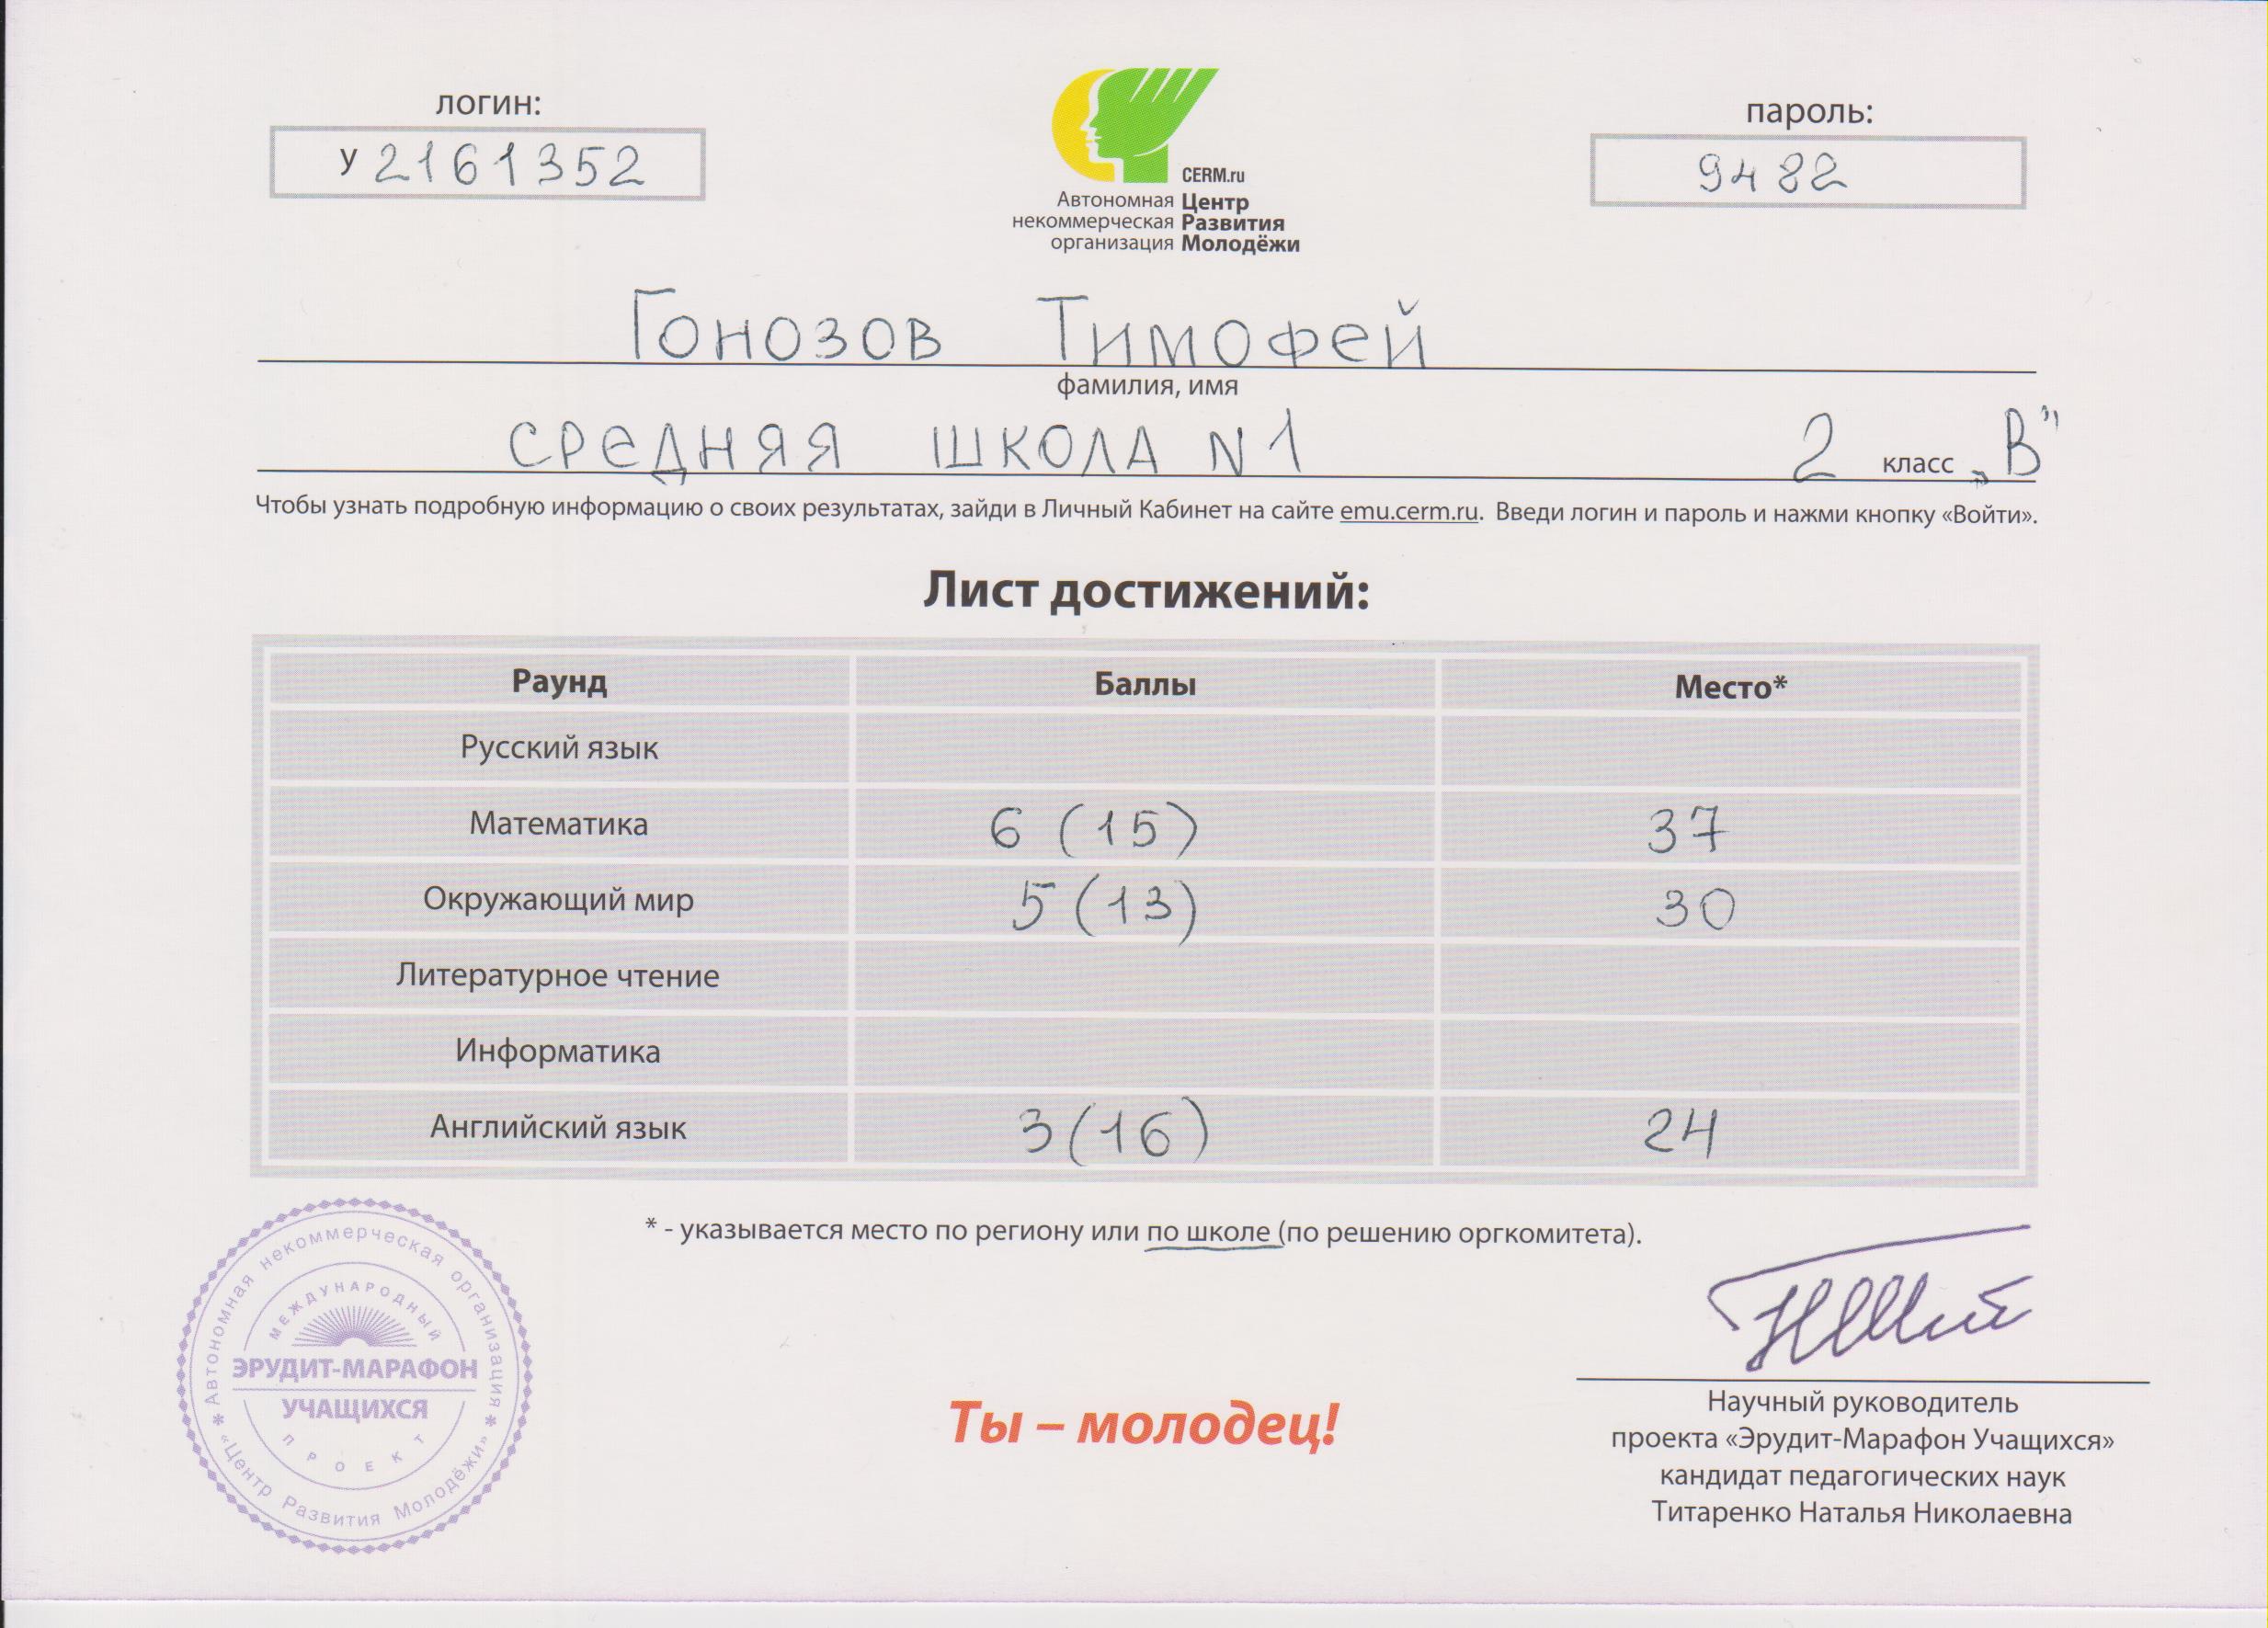 логин:
у 2161352
CERM.ru
Автономная Центр
некоммерческая Развития
организация Молодёжи
пароль:
9482
Гонозов Тимофей
фамилия, имя
средняя школа N1 2 класс „В"
Чтобы узнать подробную информацию о своих результатах, зайди в Личный Кабинет на сайте emu.cerm.ru. Введи логин и пароль и нажми кнопку «Войти».
Лист достижений:
Раунд Баллы Место*
Русский язык
Математика 6 (15) 37
Окружающий мир 5 (13) 30
Литературное чтение
Информатика
Английский язык 3 (16) 24
* - указывается место по региону или по школе (по решению оргкомитета).
Автономная некоммерческая организация
* «Центр Развития Молодёжи» *
МЕЖДУНАРОДНЫЙ
ЭРУДИТ-МАРАФОН
УЧАЩИХСЯ
ПРОЕКТ
Ты – молодец!
Научный руководитель
проекта «Эрудит-Марафон Учащихся»
кандидат педагогических наук
Титаренко Наталья Николаевна